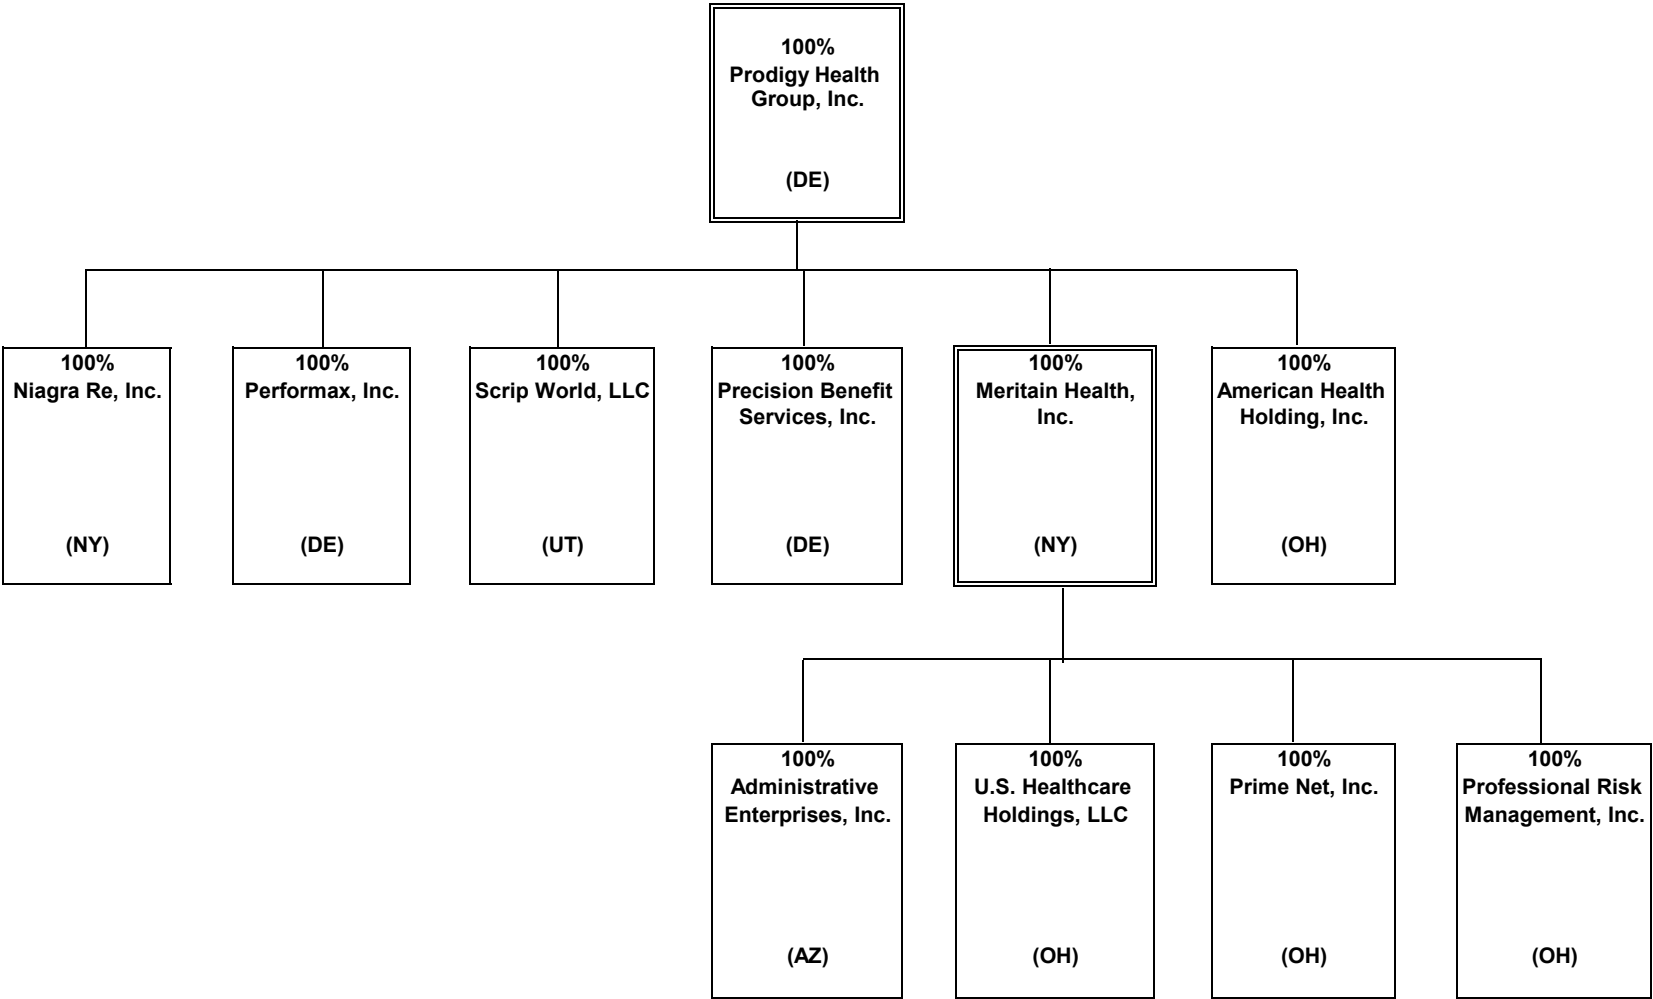 100%
Prodigy Health
Group, Inc.
(DE)
100%
Niagra Re, Inc.
(NY)
100%
Performax, Inc.
(DE)
100%
Scrip World, LLC
(UT)
100%
Precision Benefit
Services, Inc.
(DE)
100%
Meritain Health,
Inc.
(NY)
100%
American Health
Holding, Inc.
(OH)
100%
Administrative
Enterprises, Inc.
(AZ)
100%
U.S. Healthcare
Holdings, LLC
(OH)
100%
Prime Net, Inc.
(OH)
100%
Professional Risk
Management, Inc.
(OH)